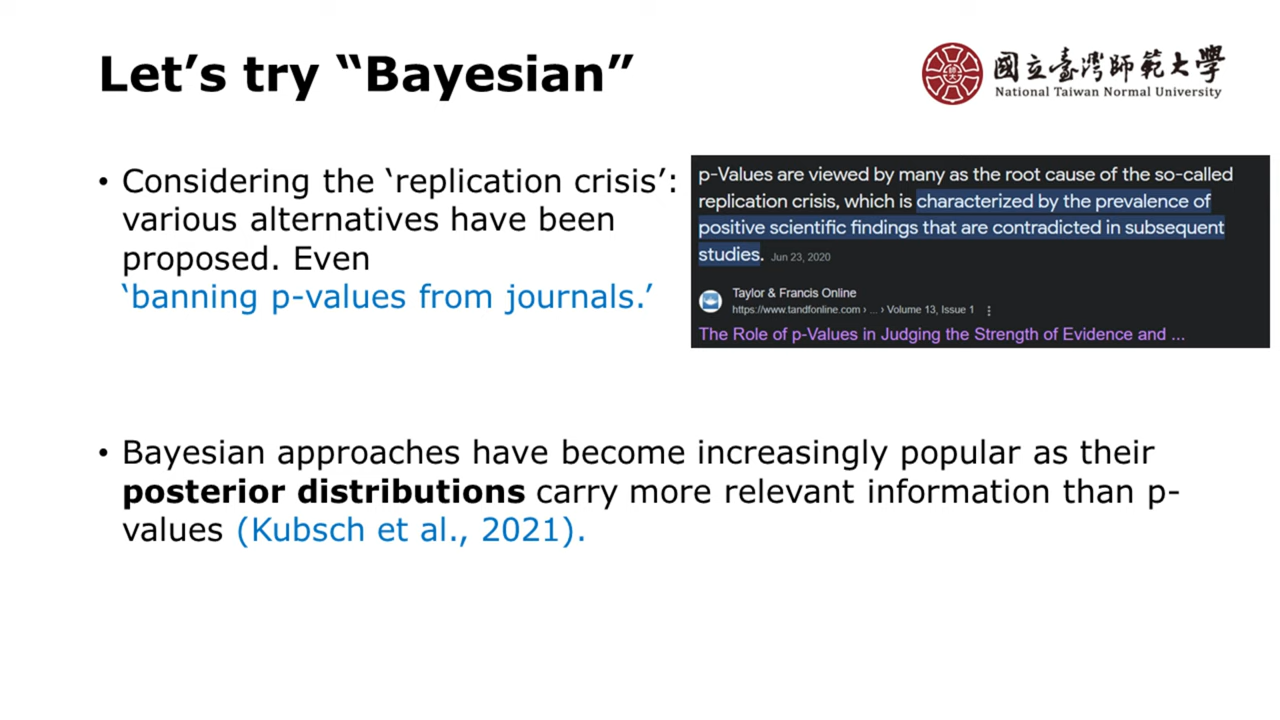 Let's try “Bayesian”
國立臺灣師範大學
National Taiwan Normal University
• Considering the ‘replication crisis’:
various alternatives have been
proposed. Even
‘banning p-values from journals.’
p-Values are viewed by many as the root cause of the so-called
replication crisis, which is characterized by the prevalence of
positive scientific findings that are contradicted in subsequent
studies. Jun 23, 2020
Taylor & Francis Online
https://www.tandfonline.com › ... › Volume 13, Issue 1
The Role of p-Values in Judging the Strength of Evidence and ...
• Bayesian approaches have become increasingly popular as their
posterior distributions carry more relevant information than p-
values (Kubsch et al., 2021).